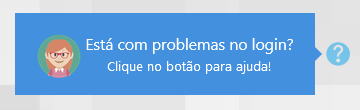 Está com problemas no login?
Clique no botão para ajuda!
?